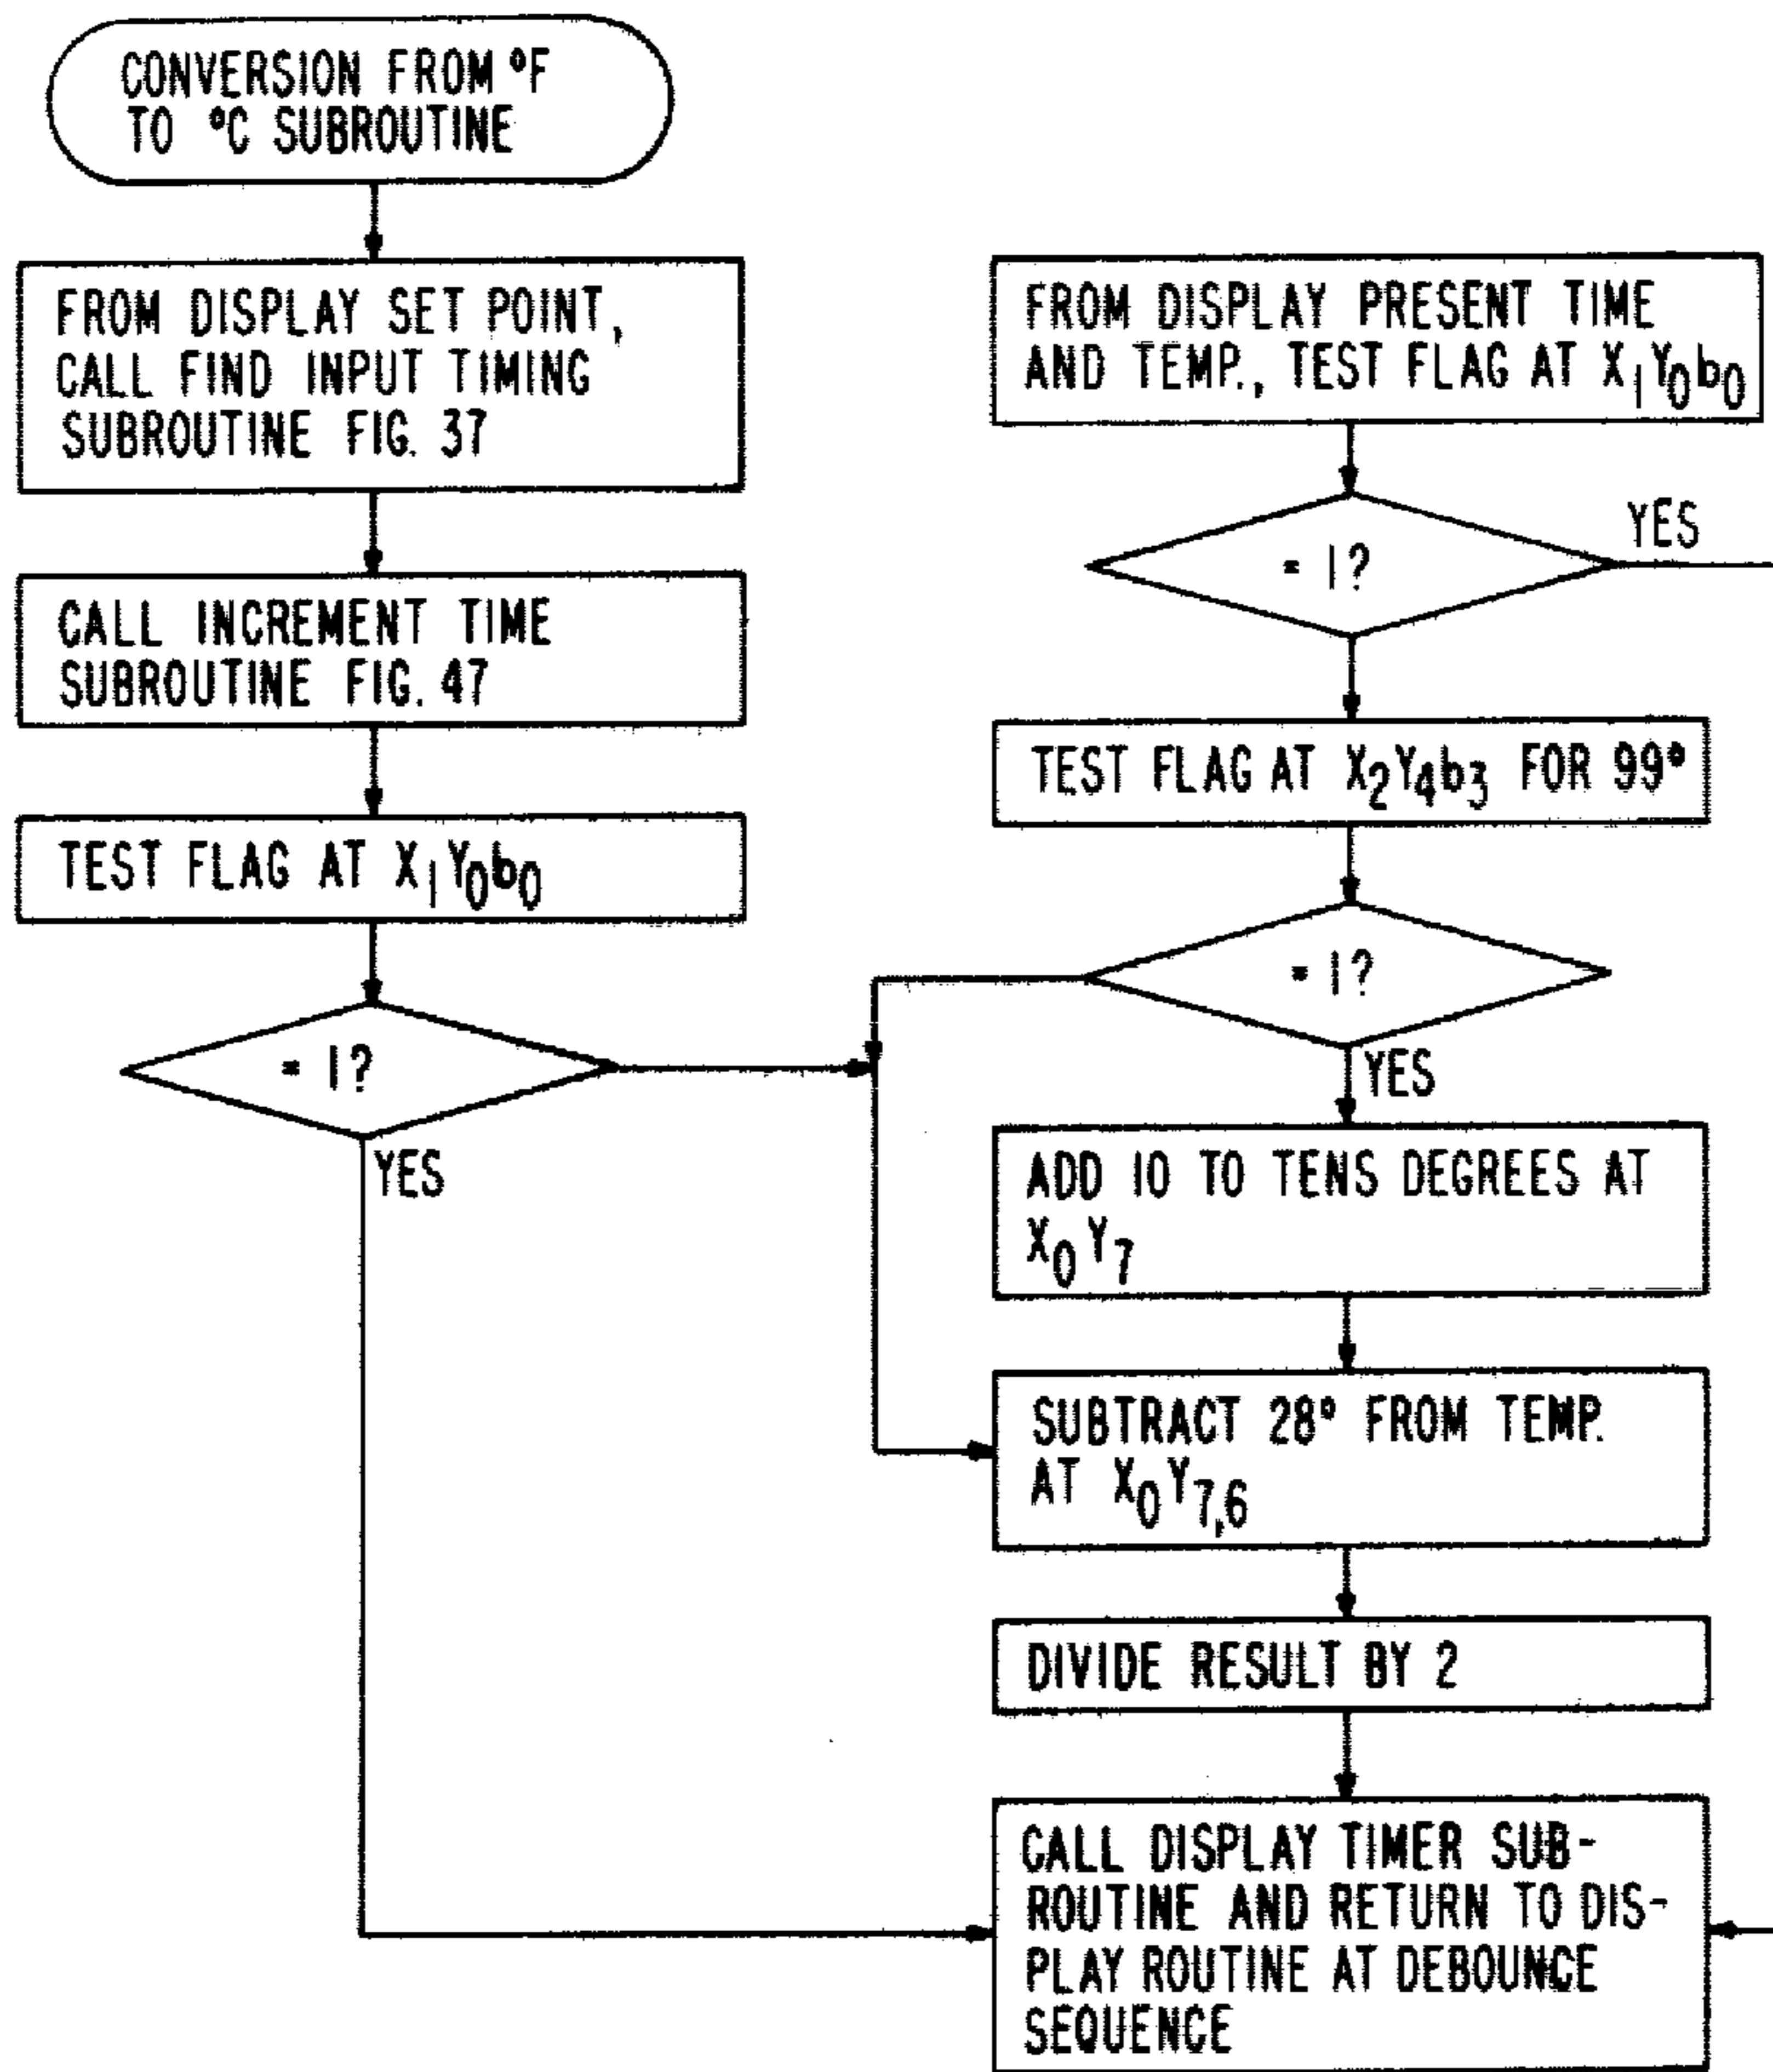 CONVERSION FROM °F
TO °C SUBROUTINE
FROM DISPLAY SET POINT,
CALL FIND INPUT TIMING
SUBROUTINE FIG. 37
CALL INCREMENT TIME
SUBROUTINE FIG. 47
TEST FLAG AT X₁Y₀b₀
= 1?
YES
FROM DISPLAY PRESENT TIME
AND TEMP., TEST FLAG AT X₁Y₀b₀
= 1?
YES
TEST FLAG AT X₂Y₄b₃ FOR 99°
= 1?
YES
ADD 10 TO TENS DEGREES AT
X₀Y₇
SUBTRACT 28° FROM TEMP.
AT X₀Y₇,₆
DIVIDE RESULT BY 2
CALL DISPLAY TIMER SUB-
ROUTINE AND RETURN TO DIS-
PLAY ROUTINE AT DEBOUNCE
SEQUENCE